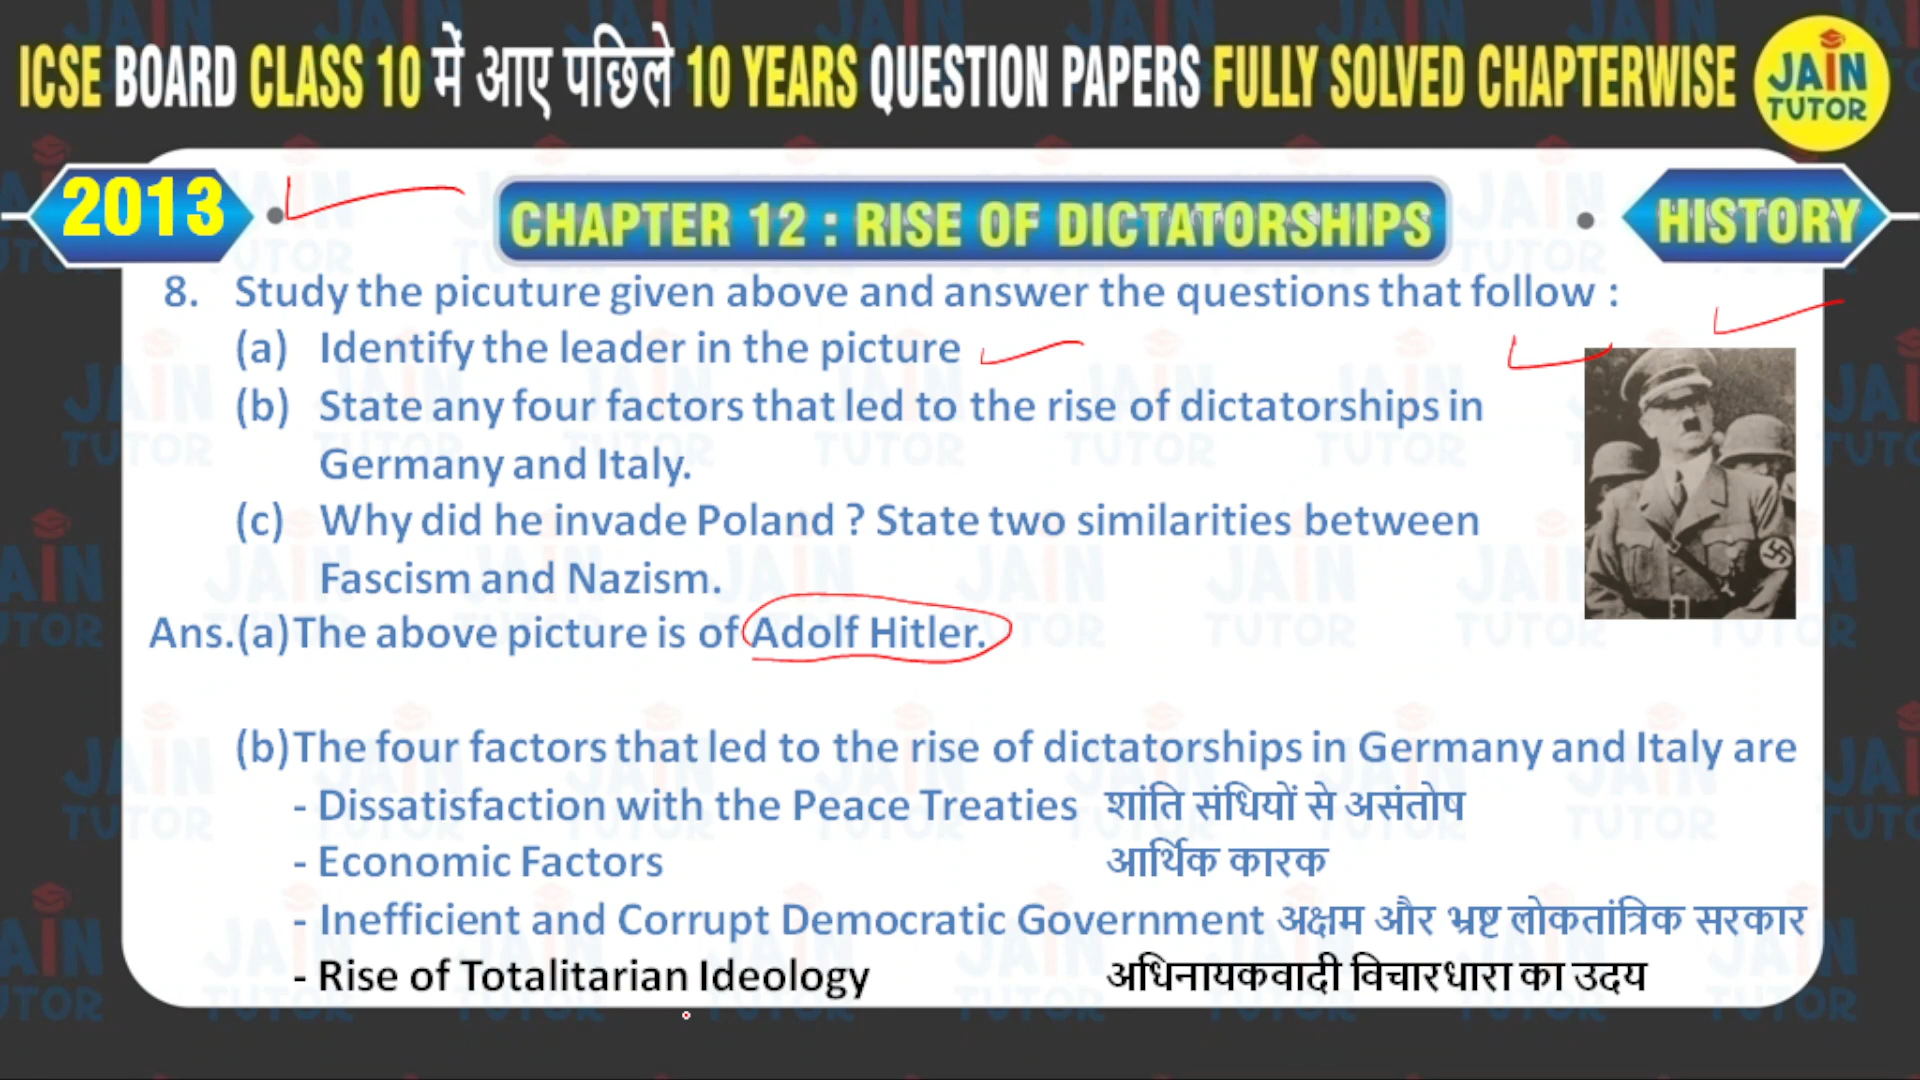 ICSE BOARD CLASS 10 में आए पछिले 10 YEARS QUESTION PAPERS FULLY SOLVED CHAPTERWISE
JAIN
TUTOR
2013
CHAPTER 12 : RISE OF DICTATORSHIPS
HISTORY
8. Study the picuture given above and answer the questions that follow :
(a) Identify the leader in the picture
(b) State any four factors that led to the rise of dictatorships in
Germany and Italy.
(c) Why did he invade Poland ? State two similarities between
Fascism and Nazism.
Ans.(a)The above picture is of Adolf Hitler.
(b)The four factors that led to the rise of dictatorships in Germany and Italy are
- Dissatisfaction with the Peace Treaties शांति संधियों से असंतोष
- Economic Factors आर्थिक कारक
- Inefficient and Corrupt Democratic Government अक्षम और भ्रष्ट लोकतांत्रिक सरकार
- Rise of Totalitarian Ideology अधिनायकवादी विचारधारा का उदय